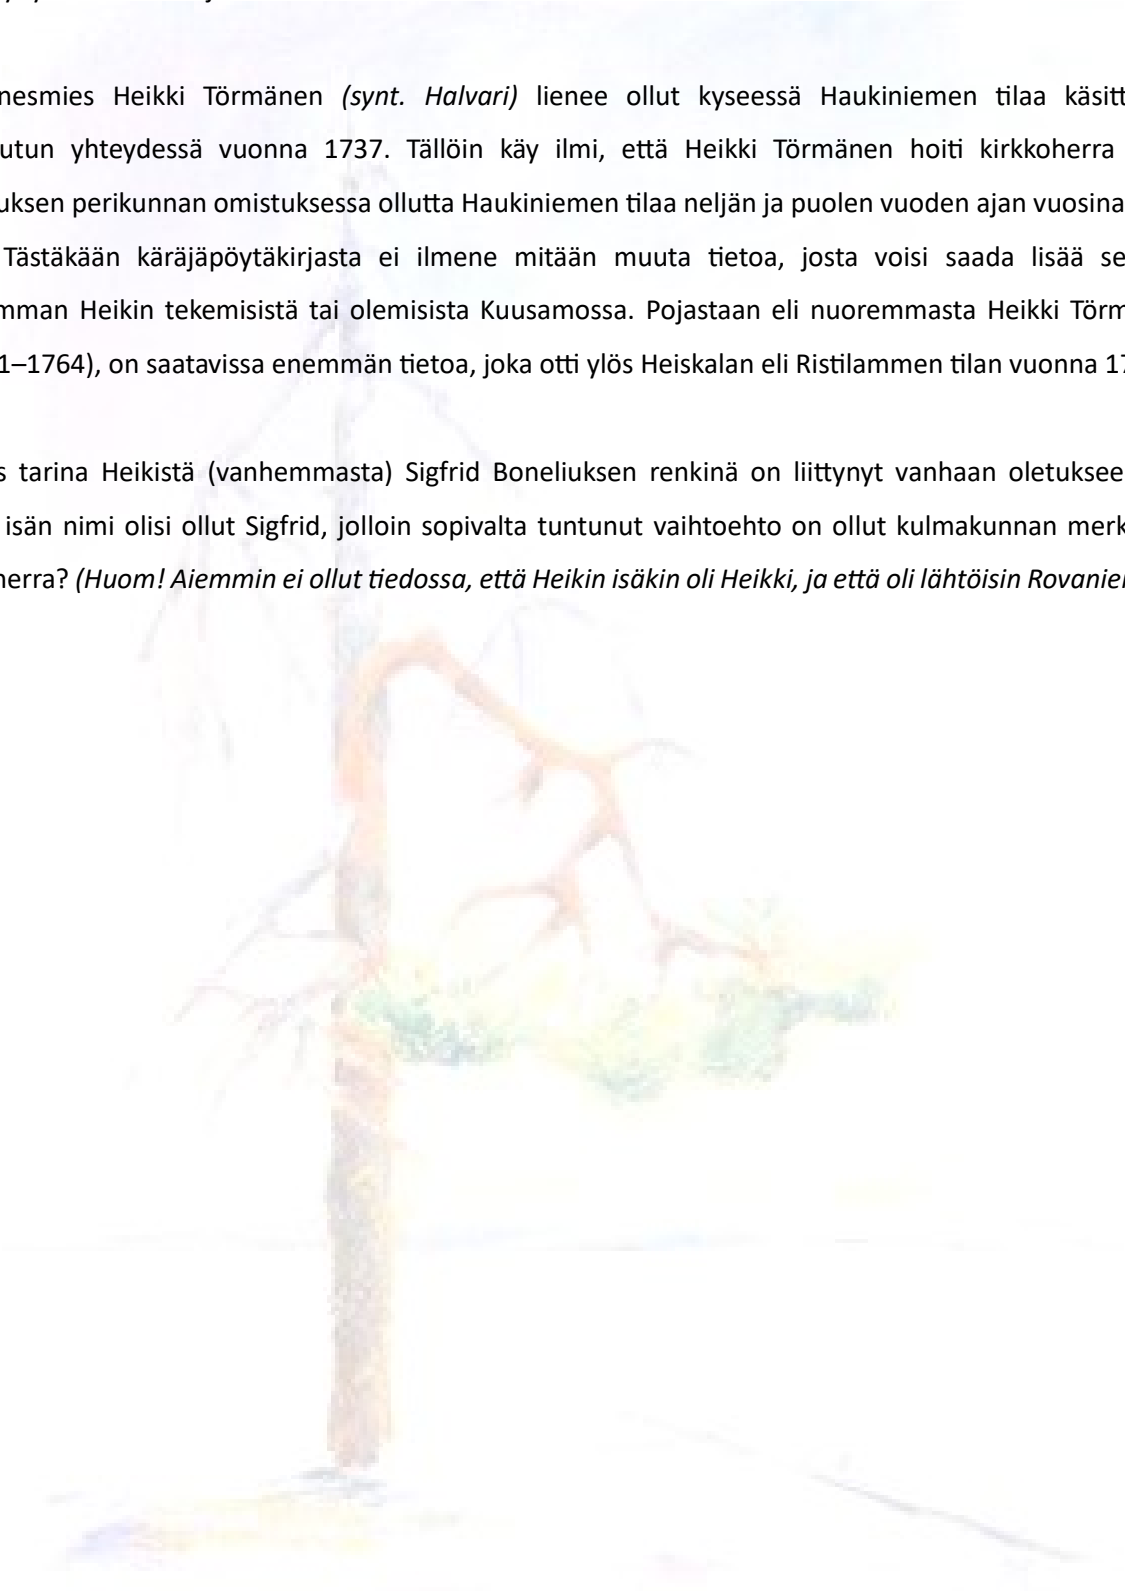 nesmies Heikki Törmänen (synt. Halvari) lienee ollut kyseessä Haukiniemen tilaa käsitt
utun yhteydessä vuonna 1737. Tällöin käy ilmi, että Heikki Törmänen hoiti kirkkoherra
uksen perikunnan omistuksessa ollutta Haukiniemen tilaa neljän ja puolen vuoden ajan vuosina
Tästäkään käräjäpöytäkirjasta ei ilmene mitään muuta tietoa, josta voisi saada lisää se
mman Heikin tekemisistä tai olemisista Kuusamossa. Pojastaan eli nuoremmasta Heikki Törm
1–1764), on saatavissa enemmän tietoa, joka otti ylös Heiskalan eli Ristilammen tilan vuonna 17
s tarina Heikistä (vanhemmasta) Sigfrid Boneliuksen renkinä on liittynyt vanhaan oletuksee
isän nimi olisi ollut Sigfrid, jolloin sopivalta tuntunut vaihtoehto on ollut kulmakunnan merk
herra? (Huom! Aiemmin ei ollut tiedossa, että Heikin isäkin oli Heikki, ja että oli lähtöisin Rovanie